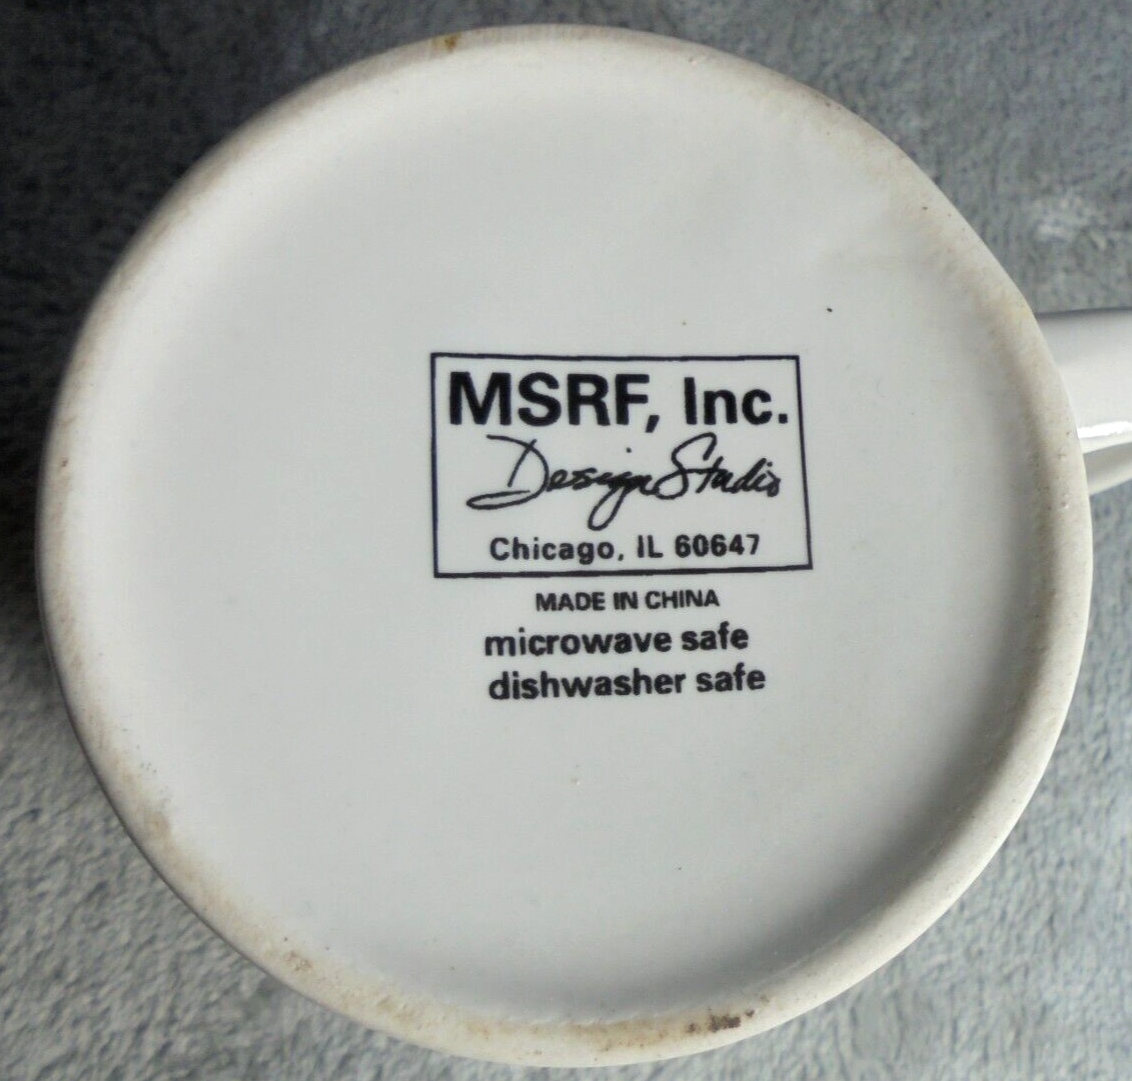 MSRF, Inc.
Design Studio
Chicago, IL 60647
MADE IN CHINA
microwave safe
dishwasher safe